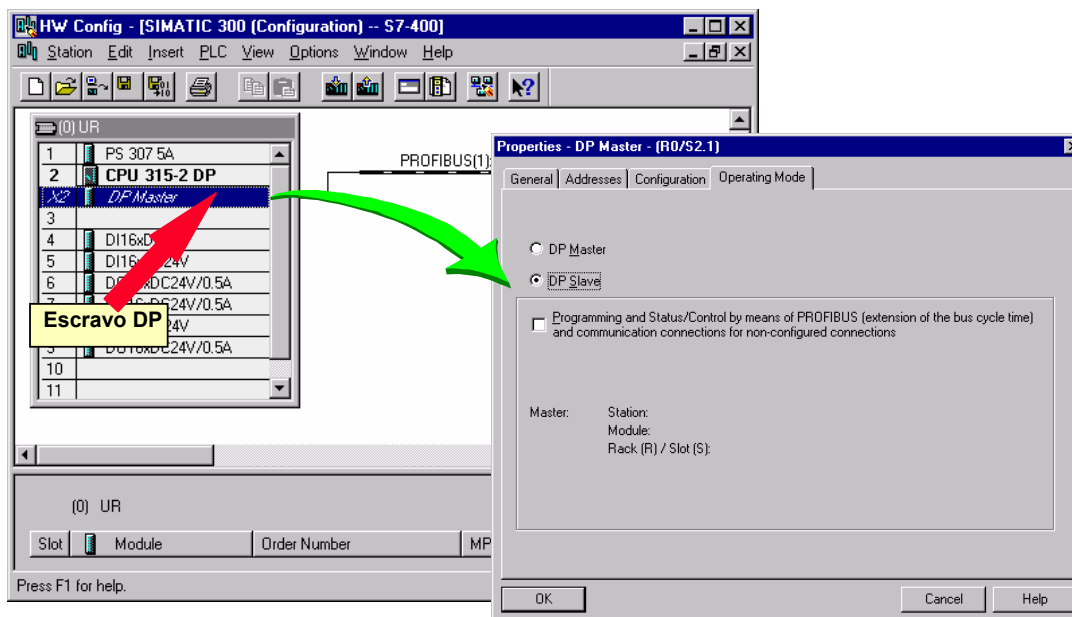 HW Config - [SIMATIC 300 (Configuration) -- S7-400]
Station Edit Insert PLC View Options Window Help
(0) UR
1 PS 307 5A
2 CPU 315-2 DP
X2 DP Master
3
4 DI16xD
5 DI16 24V
6 D xDC24V/0.5A
7 DC24V/0.5A
24V
9 DO16xDC24V/0.5A
10
11
Escravo DP
PROFIBUS(1):
(0) UR
Slot Module Order Number MP
Press F1 for help.
Properties - DP Master - (R0/S2.1)
General Addresses Configuration Operating Mode
DP Master
DP Slave
Programming and Status/Control by means of PROFIBUS (extension of the bus cycle time)
and communication connections for non-configured connections
Master: Station:
Module:
Rack (R) / Slot (S):
OK Cancel Help